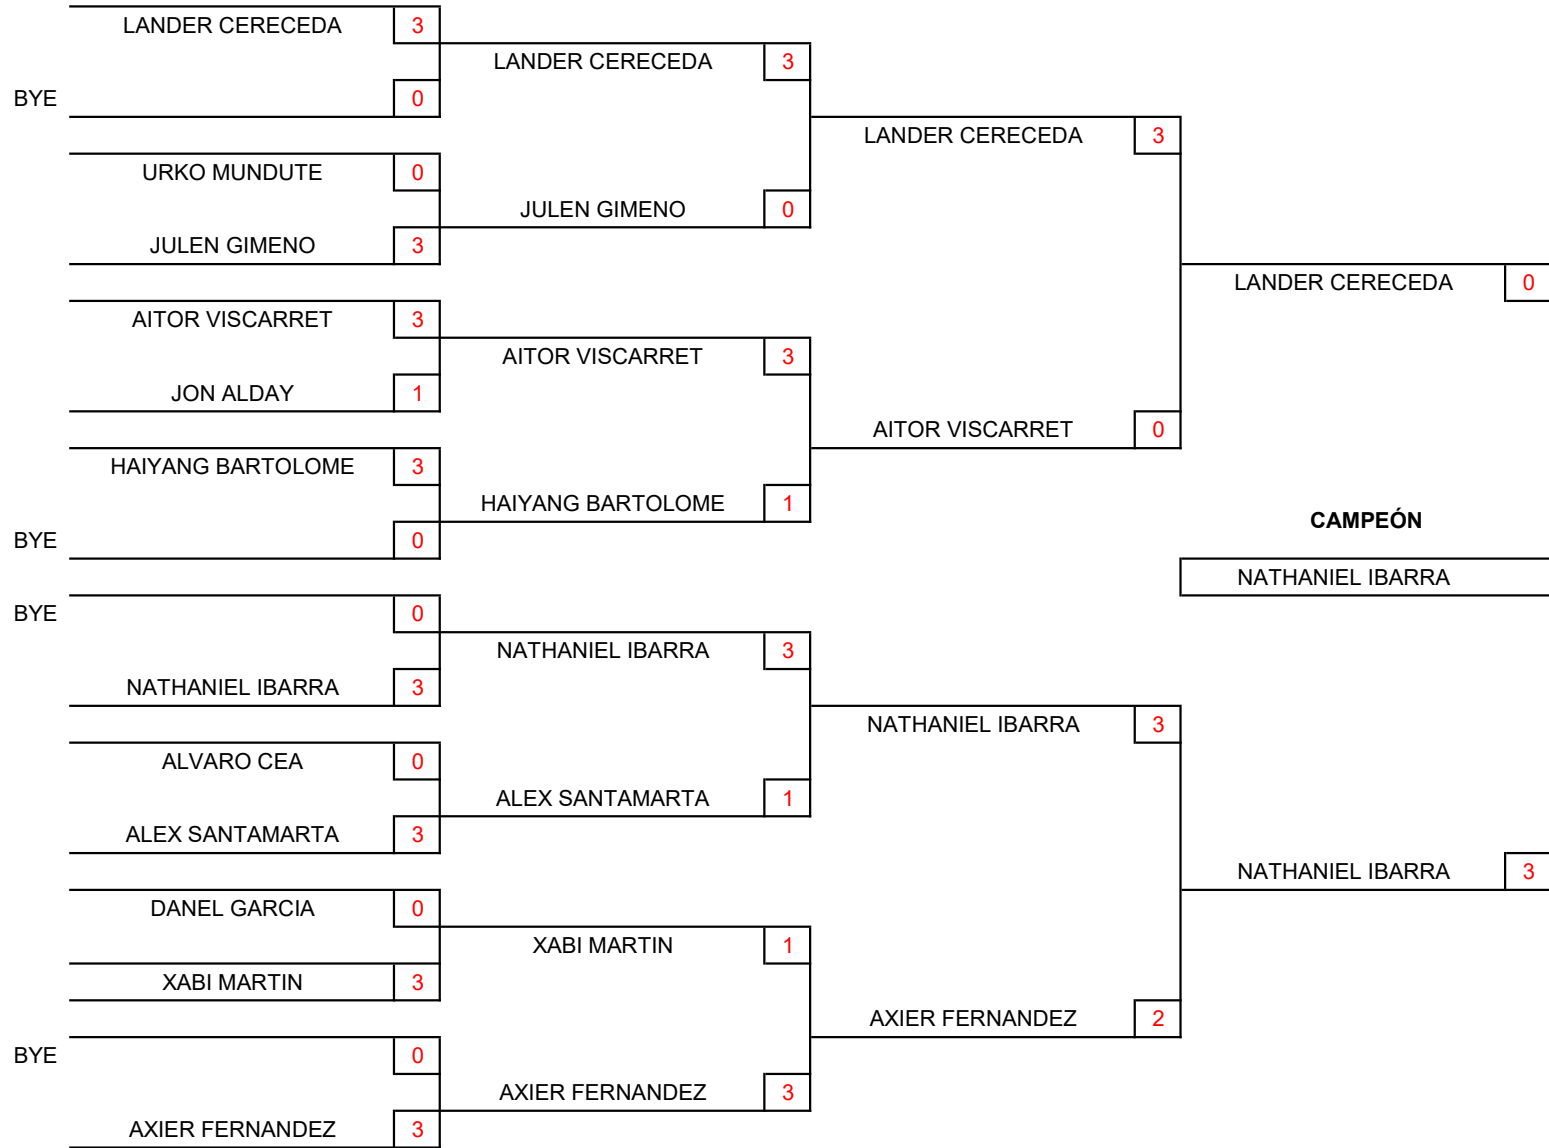 LANDER CERECEDA 3
LANDER CERECEDA 3
BYE 0
LANDER CERECEDA 3
URKO MUNDUTE 0
JULEN GIMENO 0
JULEN GIMENO 3
LANDER CERECEDA 0
AITOR VISCARRET 3
AITOR VISCARRET 3
JON ALDAY 1
AITOR VISCARRET 0
HAIYANG BARTOLOME 3
HAIYANG BARTOLOME 1
CAMPEÓN
BYE 0
NATHANIEL IBARRA
BYE 0
NATHANIEL IBARRA 3
NATHANIEL IBARRA 3
NATHANIEL IBARRA 3
ALVARO CEA 0
ALEX SANTAMARTA 1
ALEX SANTAMARTA 3
NATHANIEL IBARRA 3
DANEL GARCIA 0
XABI MARTIN 1
XABI MARTIN 3
AXIER FERNANDEZ 2
BYE 0
AXIER FERNANDEZ 3
AXIER FERNANDEZ 3